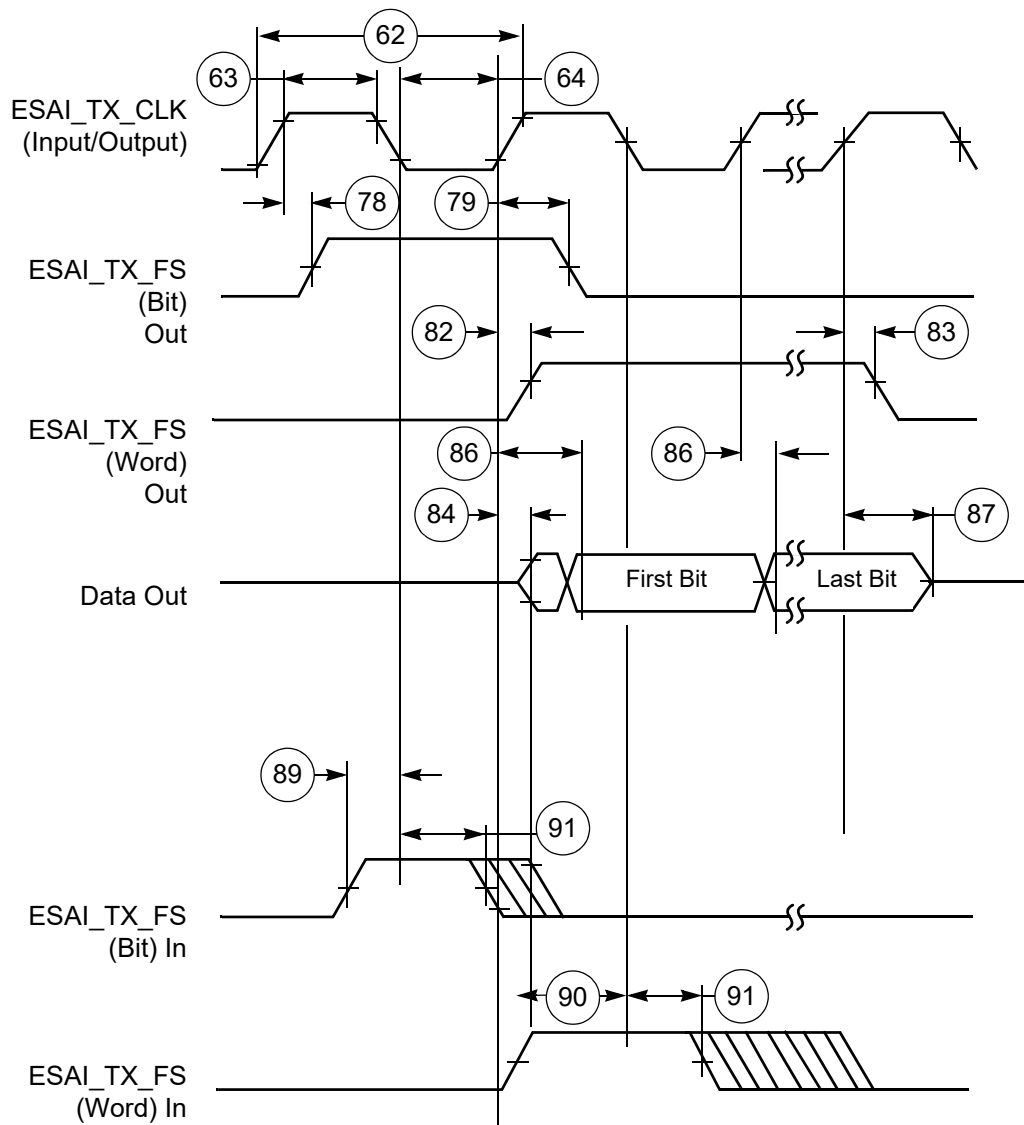 62
63
64
ESAI_TX_CLK
(Input/Output)
78
79
ESAI_TX_FS
(Bit)
Out
82
83
ESAI_TX_FS
(Word)
Out
86
86
84
87
Data Out
First Bit
Last Bit
89
91
ESAI_TX_FS
(Bit) In
90
91
ESAI_TX_FS
(Word) In